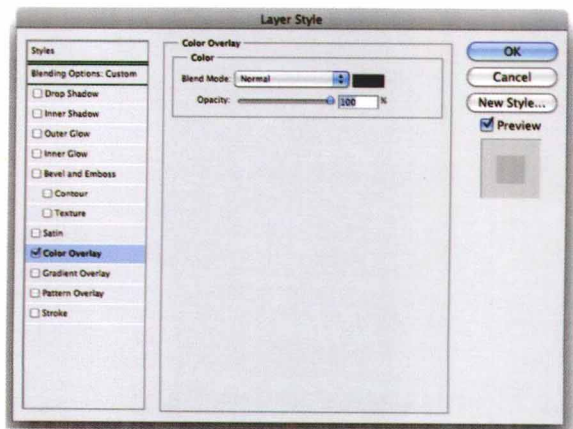 Layer Style
Styles
Blending Options: Custom
Drop Shadow
Inner Shadow
Outer Glow
Inner Glow
Bevel and Emboss
Contour
Texture
Satin
Color Overlay
Gradient Overlay
Pattern Overlay
Stroke
Color Overlay
Color
Blend Mode: Normal
Opacity: 100 %
OK
Cancel
New Style...
Preview